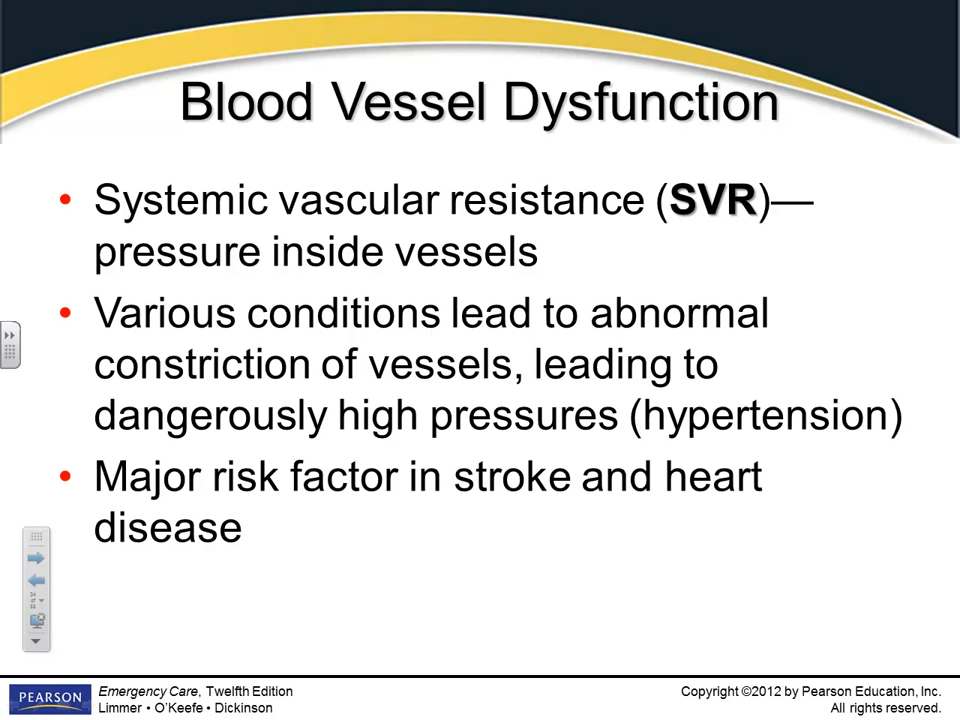 Blood Vessel Dysfunction
• Systemic vascular resistance (SVR)—
pressure inside vessels
• Various conditions lead to abnormal
constriction of vessels, leading to
dangerously high pressures (hypertension)
• Major risk factor in stroke and heart
disease
PEARSON
Emergency Care, Twelfth Edition
Limmer • O’Keefe • Dickinson
Copyright ©2012 by Pearson Education, Inc.
All rights reserved.